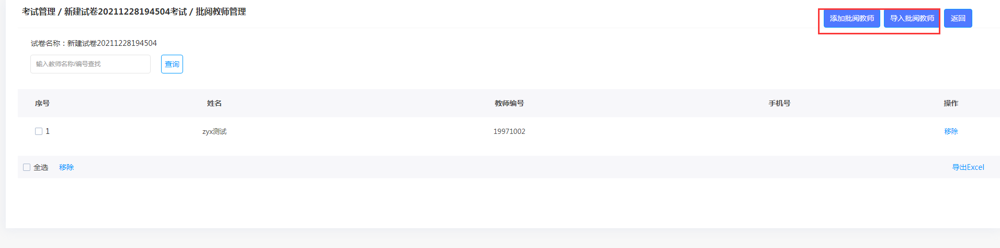 考试管理 / 新建试卷20211228194504考试 / 批阅教师管理
添加批阅教师 导入批阅教师 返回
试卷名称：新建试卷20211228194504
输入教师名称/编号查找 查询
序号 姓名 教师编号 手机号 操作
1 zyx测试 19971002 移除
全选 移除 导出Excel